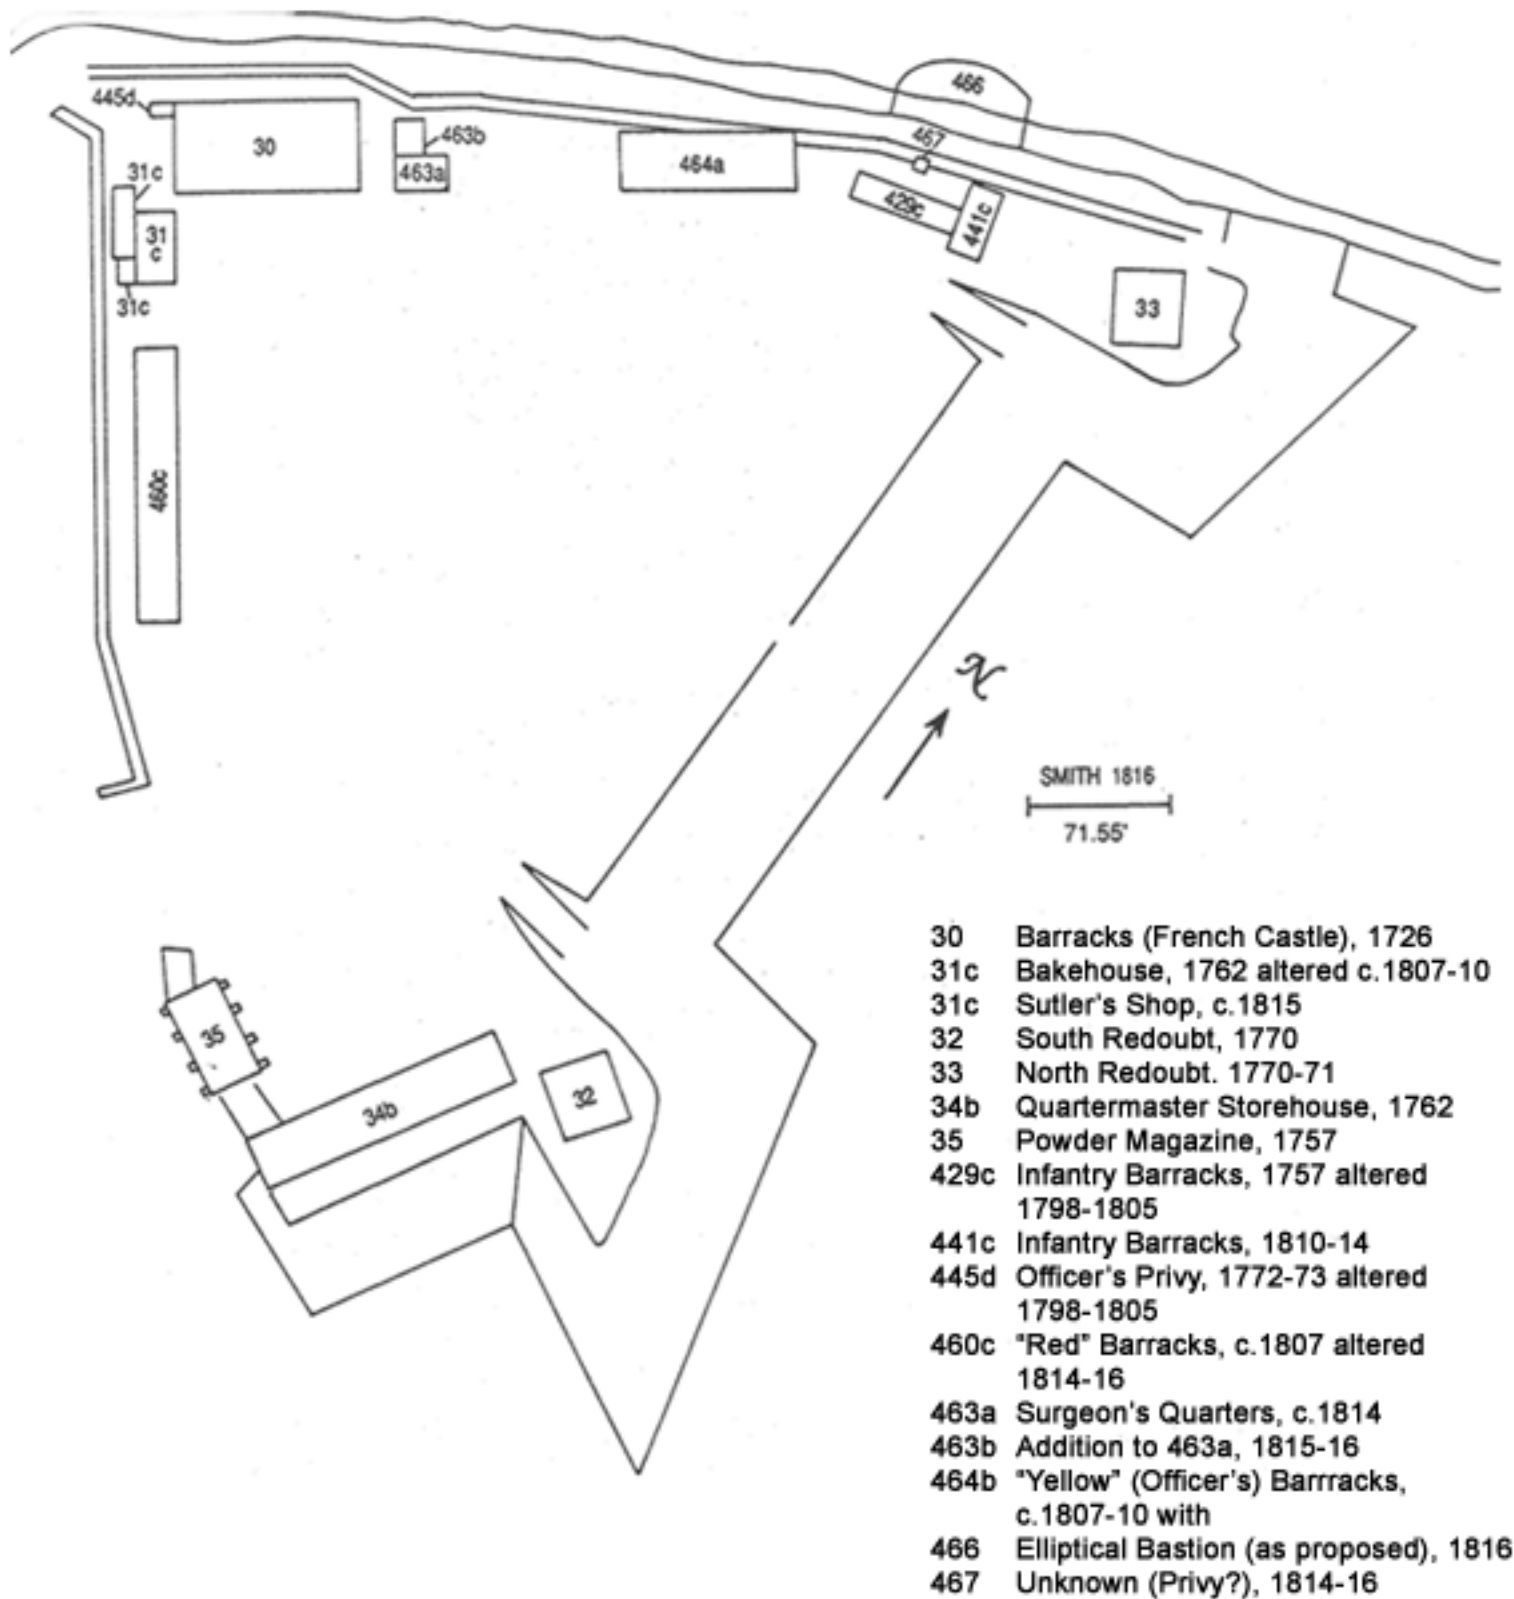 466
445d
467
463b
30
464a
463a
31c
429c
441c
31
c
31c
33
460c
N
SMITH 1816
71.55'
35
32
34b
30 Barracks (French Castle), 1726
31c Bakehouse, 1762 altered c.1807-10
31c Sutler's Shop, c.1815
32 South Redoubt, 1770
33 North Redoubt. 1770-71
34b Quartermaster Storehouse, 1762
35 Powder Magazine, 1757
429c Infantry Barracks, 1757 altered
1798-1805
441c Infantry Barracks, 1810-14
445d Officer's Privy, 1772-73 altered
1798-1805
460c "Red" Barracks, c.1807 altered
1814-16
463a Surgeon's Quarters, c.1814
463b Addition to 463a, 1815-16
464b "Yellow" (Officer's) Barrracks,
c.1807-10 with
466 Elliptical Bastion (as proposed), 1816
467 Unknown (Privy?), 1814-16